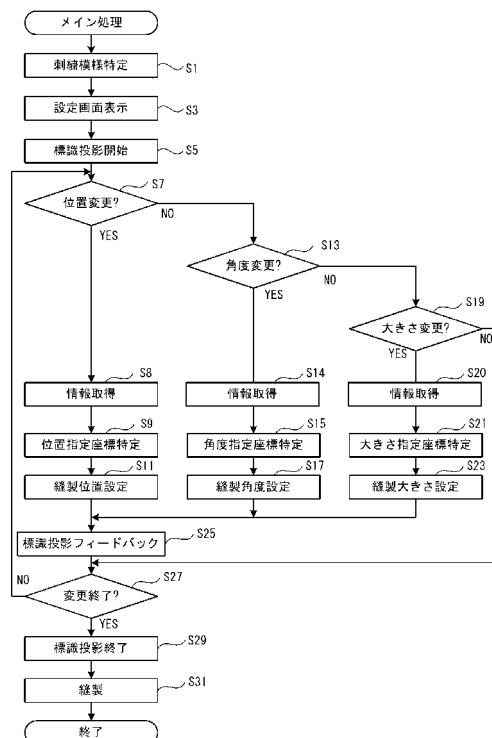 メイン処理
刺繍模様特定
S1
設定画面表示
S3
標識投影開始
S5
位置変更?
S7
NO
YES
角度変更?
S13
NO
YES
大きさ変更?
S19
NO
YES
情報取得
S8
情報取得
S14
情報取得
S20
位置指定座標特定
S9
角度指定座標特定
S15
大きさ指定座標特定
S21
縫製位置設定
S11
縫製角度設定
S17
縫製大きさ設定
S23
標識投影フィードバック
S25
変更終了?
S27
NO
YES
標識投影終了
S29
縫製
S31
終了